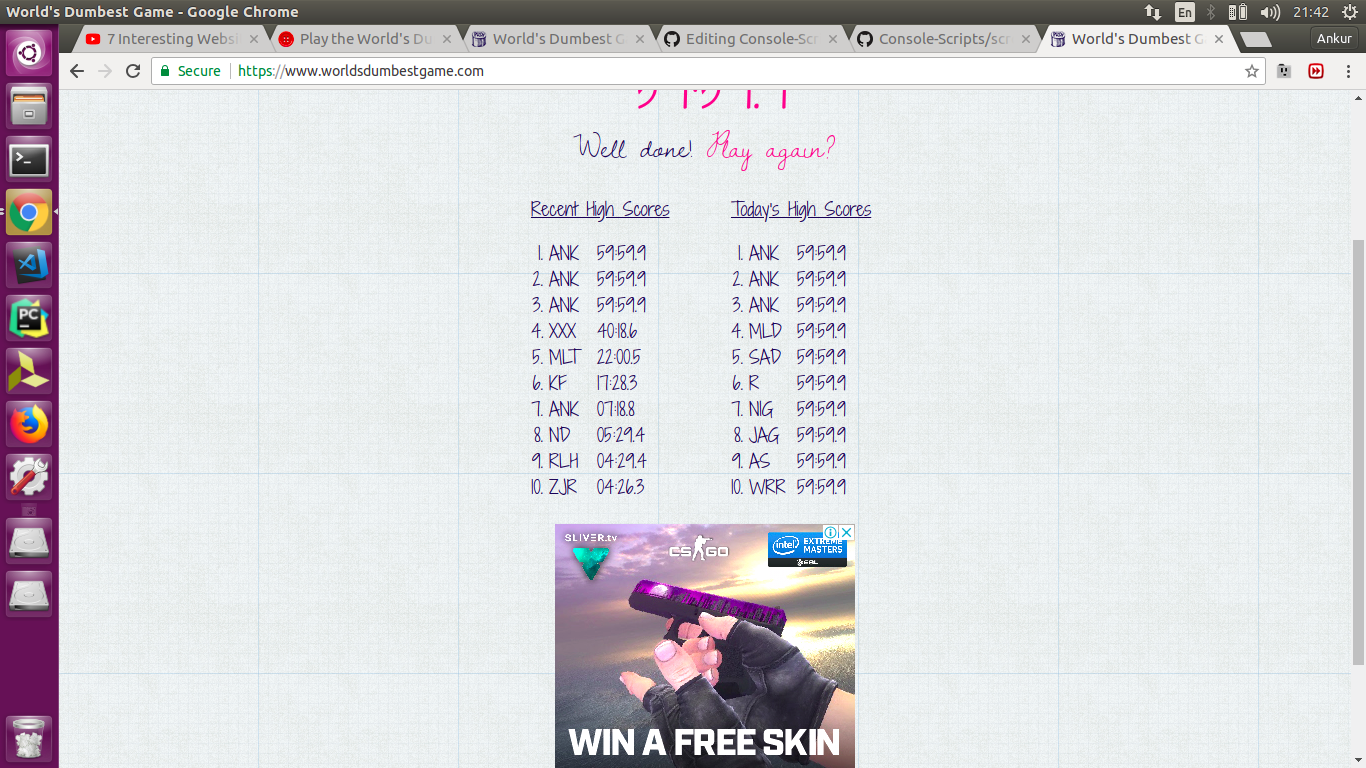 World's Dumbest Game - Google Chrome
En
21:42
7 Interesting Websi
Play the World's Du
World's Dumbest G
Editing Console-Scr
Console-Scripts/scr
World's Dumbest G
Ankur
Secure
https://www.worldsdumbestgame.com
59:59.9
Well done! Play again?
Recent High Scores
1. ANK 59:59.9
2. ANK 59:59.9
3. ANK 59:59.9
4. XXX 40:18.6
5. MLT 22:00.5
6. KF 17:28.3
7. ANK 07:18.8
8. ND 05:29.4
9. RLH 04:29.4
10. ZJR 04:26.3
Today's High Scores
1. ANK 59:59.9
2. ANK 59:59.9
3. ANK 59:59.9
4. MLD 59:59.9
5. SAD 59:59.9
6. R 59:59.9
7. NIG 59:59.9
8. JAG 59:59.9
9. AS 59:59.9
10. WRR 59:59.9
SLIVER.tv
CS GO
intel EXTREME MASTERS
ESL
WIN A FREE SKIN
PC